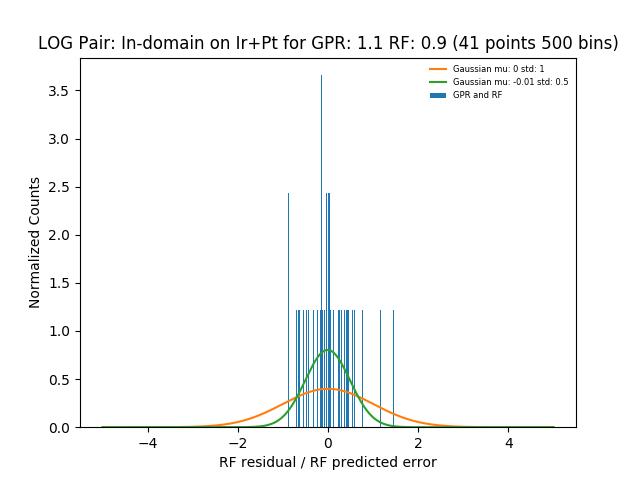 LOG Pair: In-domain on Ir+Pt for GPR: 1.1 RF: 0.9 (41 points 500 bins)
Gaussian mu: 0 std: 1
Gaussian mu: -0.01 std: 0.5
GPR and RF
Normalized Counts
3.5
3.0
2.5
2.0
1.5
1.0
0.5
0.0
−4 −2 0 2 4
RF residual / RF predicted error